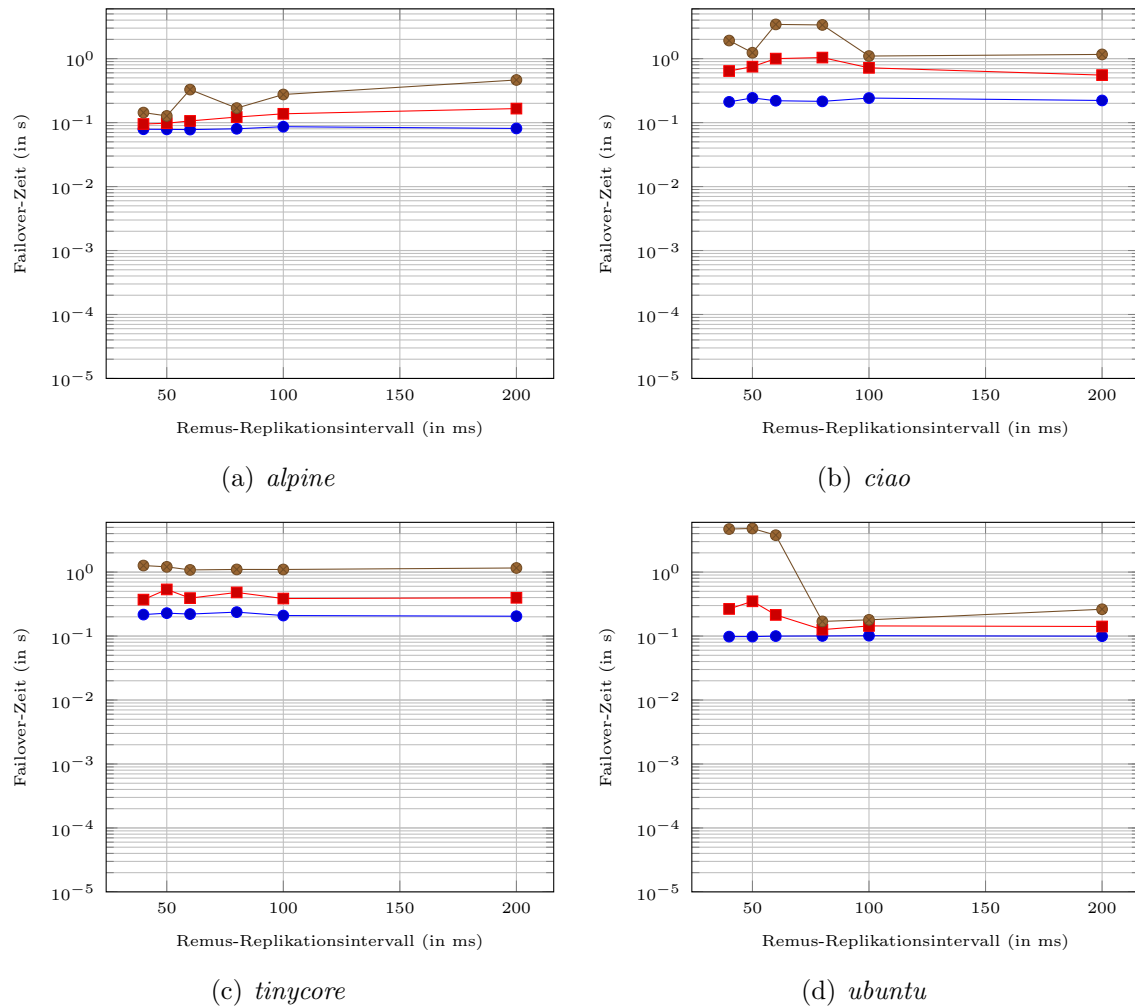 10^0
10^−1
10^−2
10^−3
10^−4
10^−5
Failover-Zeit (in s)
50 100 150 200
Remus-Replikationsintervall (in ms)
(a) alpine
10^0
10^−1
10^−2
10^−3
10^−4
10^−5
Failover-Zeit (in s)
50 100 150 200
Remus-Replikationsintervall (in ms)
(b) ciao
10^0
10^−1
10^−2
10^−3
10^−4
10^−5
Failover-Zeit (in s)
50 100 150 200
Remus-Replikationsintervall (in ms)
(c) tinycore
10^0
10^−1
10^−2
10^−3
10^−4
10^−5
Failover-Zeit (in s)
50 100 150 200
Remus-Replikationsintervall (in ms)
(d) ubuntu